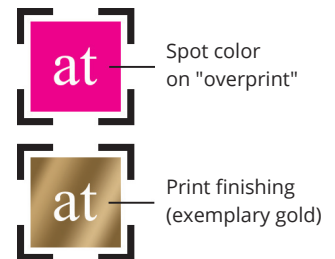 at
Spot color
on "overprint"
at
Print finishing
(exemplary gold)